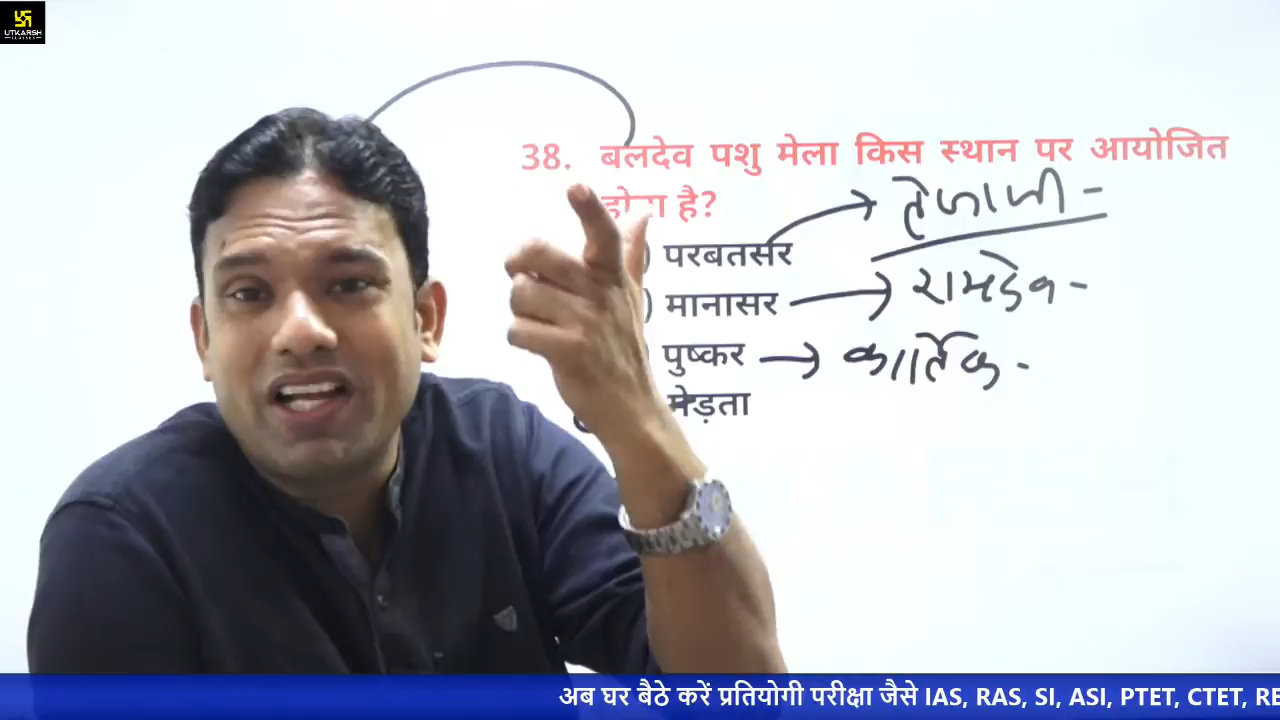 UTKARSH
CLASSES
38. बलदेव पशु मेला किस स्थान पर आयोजित
होता है?
) परबतसर → तेजाजी -
) मानासर → रामदेव -
) पुष्कर → कार्तिक -
मेड़ता
अब घर बैठे करें प्रतियोगी परीक्षा जैसे IAS, RAS, SI, ASI, PTET, CTET, RE